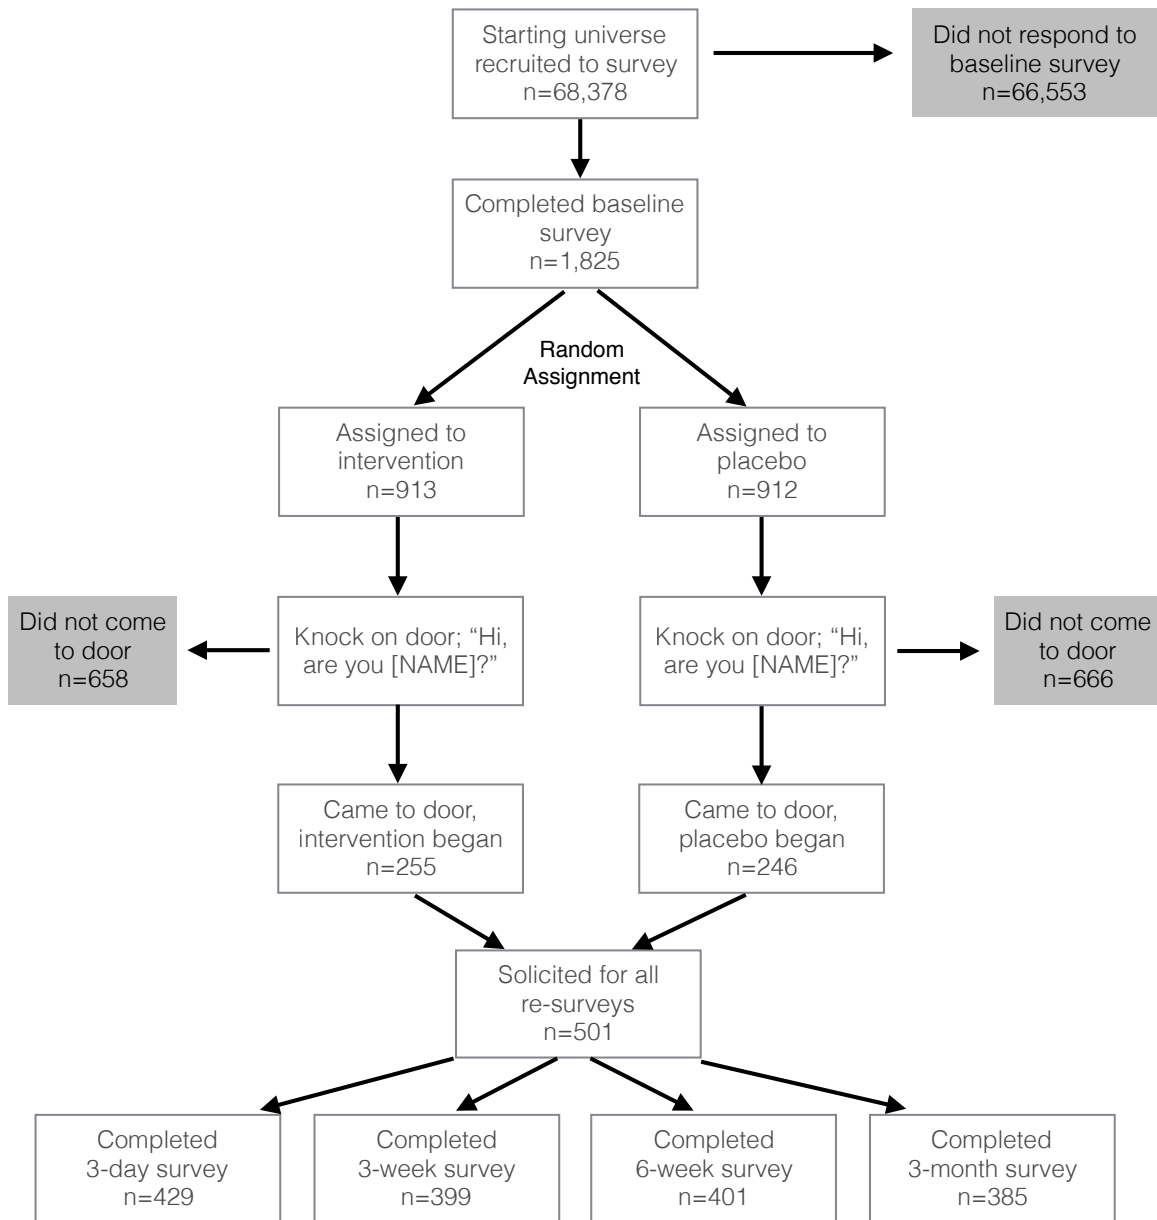 Starting universe
recruited to survey
n=68,378
Did not respond to
baseline survey
n=66,553
Completed baseline
survey
n=1,825
Random
Assignment
Assigned to
intervention
n=913
Assigned to
placebo
n=912
Did not come
to door
n=658
Knock on door; “Hi,
are you [NAME]?”
Knock on door; “Hi,
are you [NAME]?”
Did not come
to door
n=666
Came to door,
intervention began
n=255
Came to door,
placebo began
n=246
Solicited for all
re-surveys
n=501
Completed
3-day survey
n=429
Completed
3-week survey
n=399
Completed
6-week survey
n=401
Completed
3-month survey
n=385